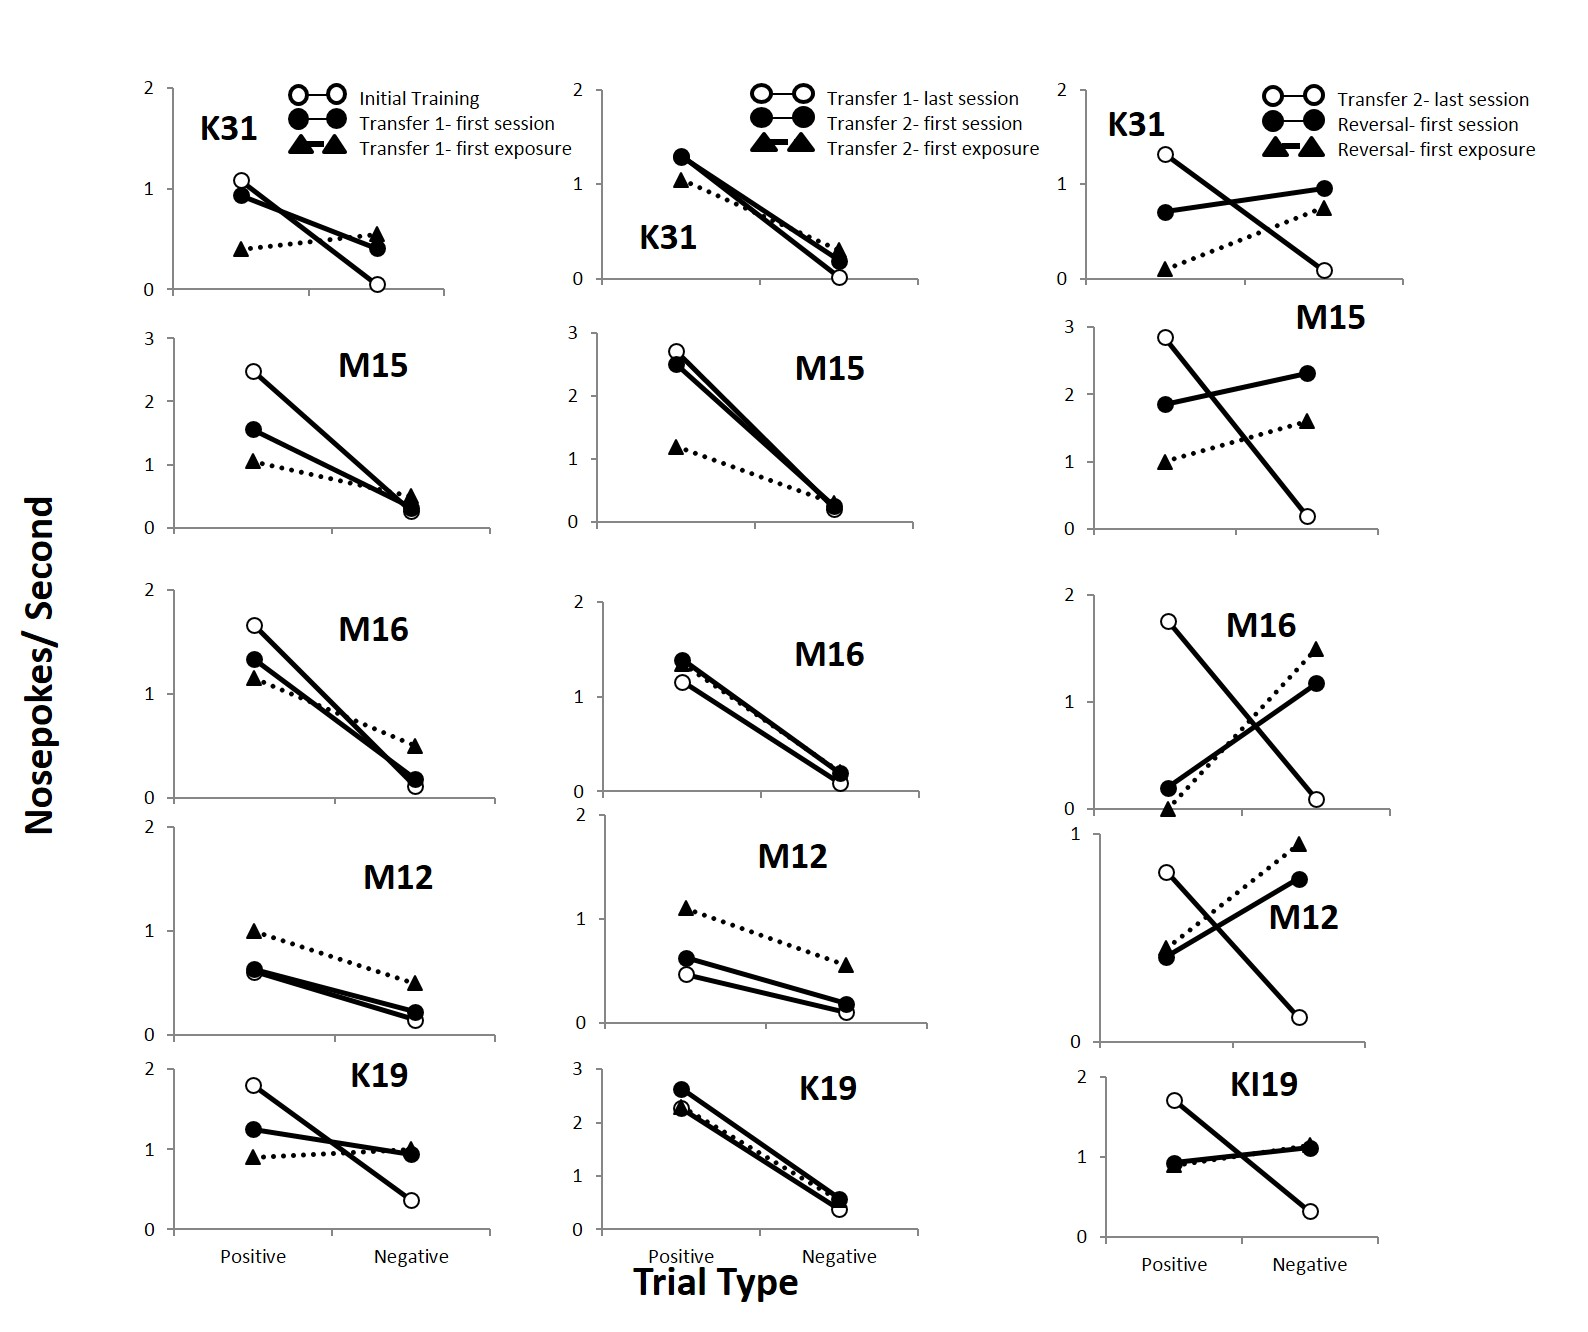 Nosepokes/ Second
2
K31
Initial Training
Transfer 1- first session
Transfer 1- first exposure
1
0
2
Transfer 1- last session
Transfer 2- first session
Transfer 2- first exposure
1
K31
0
2
K31
Transfer 2- last session
Reversal- first session
Reversal- first exposure
1
0
3
M15
2
1
0
3
M15
2
1
0
M15
3
2
1
0
2
M16
1
0
2
M16
1
0
2
M16
1
0
2
M12
1
0
2
M12
1
0
1
M12
0
2
K19
1
0
Positive
Negative
3
K19
2
1
0
Positive
Negative
2
KI19
1
0
Positive
Negative
Trial Type